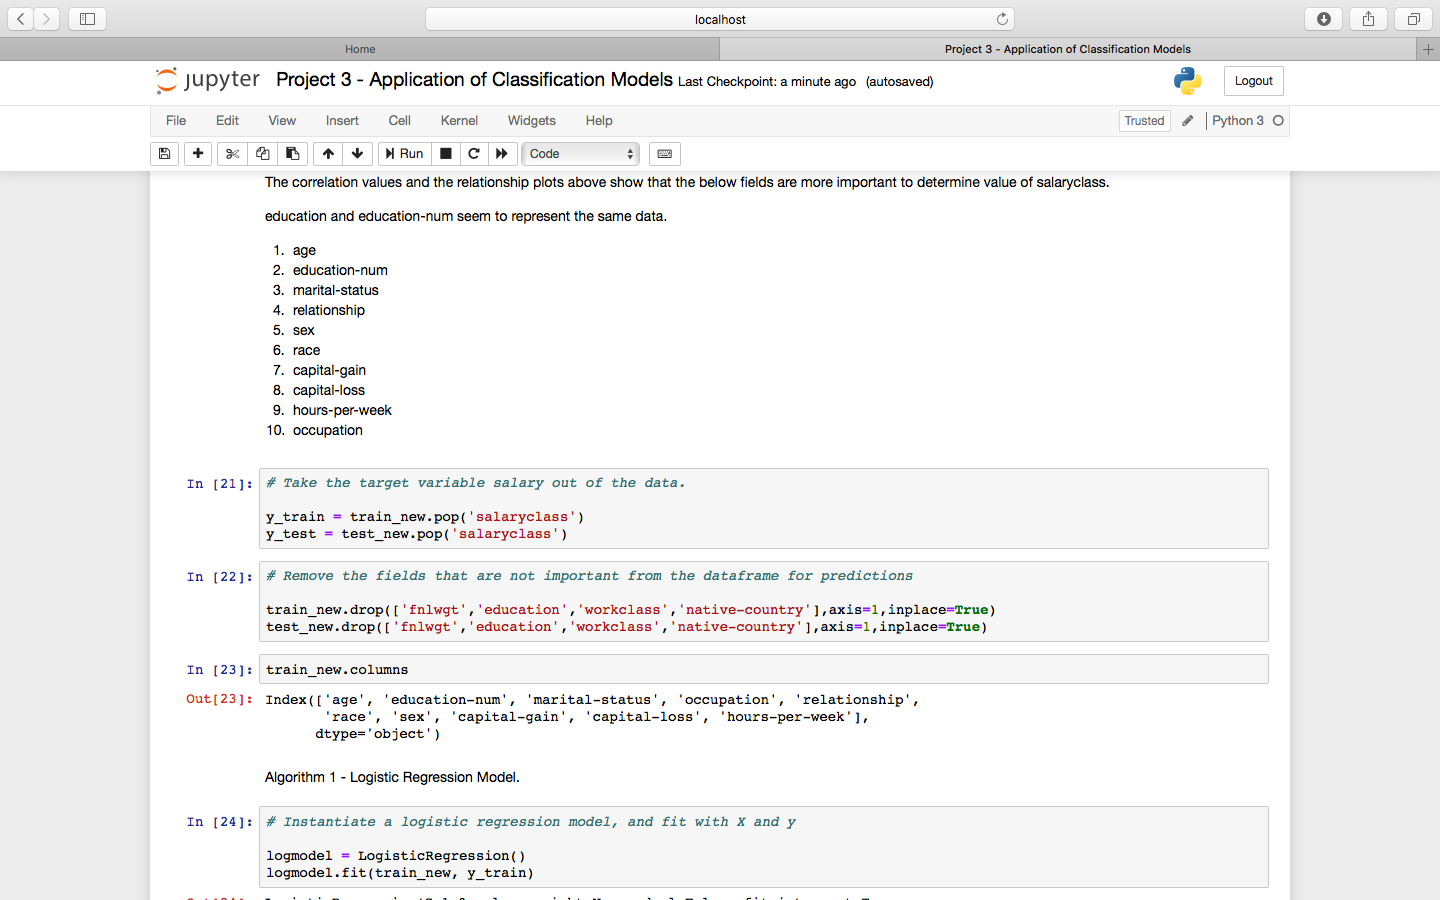 localhost
Home
Project 3 - Application of Classification Models
jupyter Project 3 - Application of Classification Models Last Checkpoint: a minute ago (autosaved)
Logout
File Edit View Insert Cell Kernel Widgets Help
Trusted Python 3
Run Code
The correlation values and the relationship plots above show that the below fields are more important to determine value of salaryclass.
education and education-num seem to represent the same data.
1. age
2. education-num
3. marital-status
4. relationship
5. sex
6. race
7. capital-gain
8. capital-loss
9. hours-per-week
10. occupation
In [21]: # Take the target variable salary out of the data.
y_train = train_new.pop('salaryclass')
y_test = test_new.pop('salaryclass')
In [22]: # Remove the fields that are not important from the dataframe for predictions
train_new.drop(['fnlwgt','education','workclass','native-country'],axis=1,inplace=True)
test_new.drop(['fnlwgt','education','workclass','native-country'],axis=1,inplace=True)
In [23]: train_new.columns
Out[23]: Index(['age', 'education-num', 'marital-status', 'occupation', 'relationship',
'race', 'sex', 'capital-gain', 'capital-loss', 'hours-per-week'],
dtype='object')
Algorithm 1 - Logistic Regression Model.
In [24]: # Instantiate a logistic regression model, and fit with X and y
logmodel = LogisticRegression()
logmodel.fit(train_new, y_train)